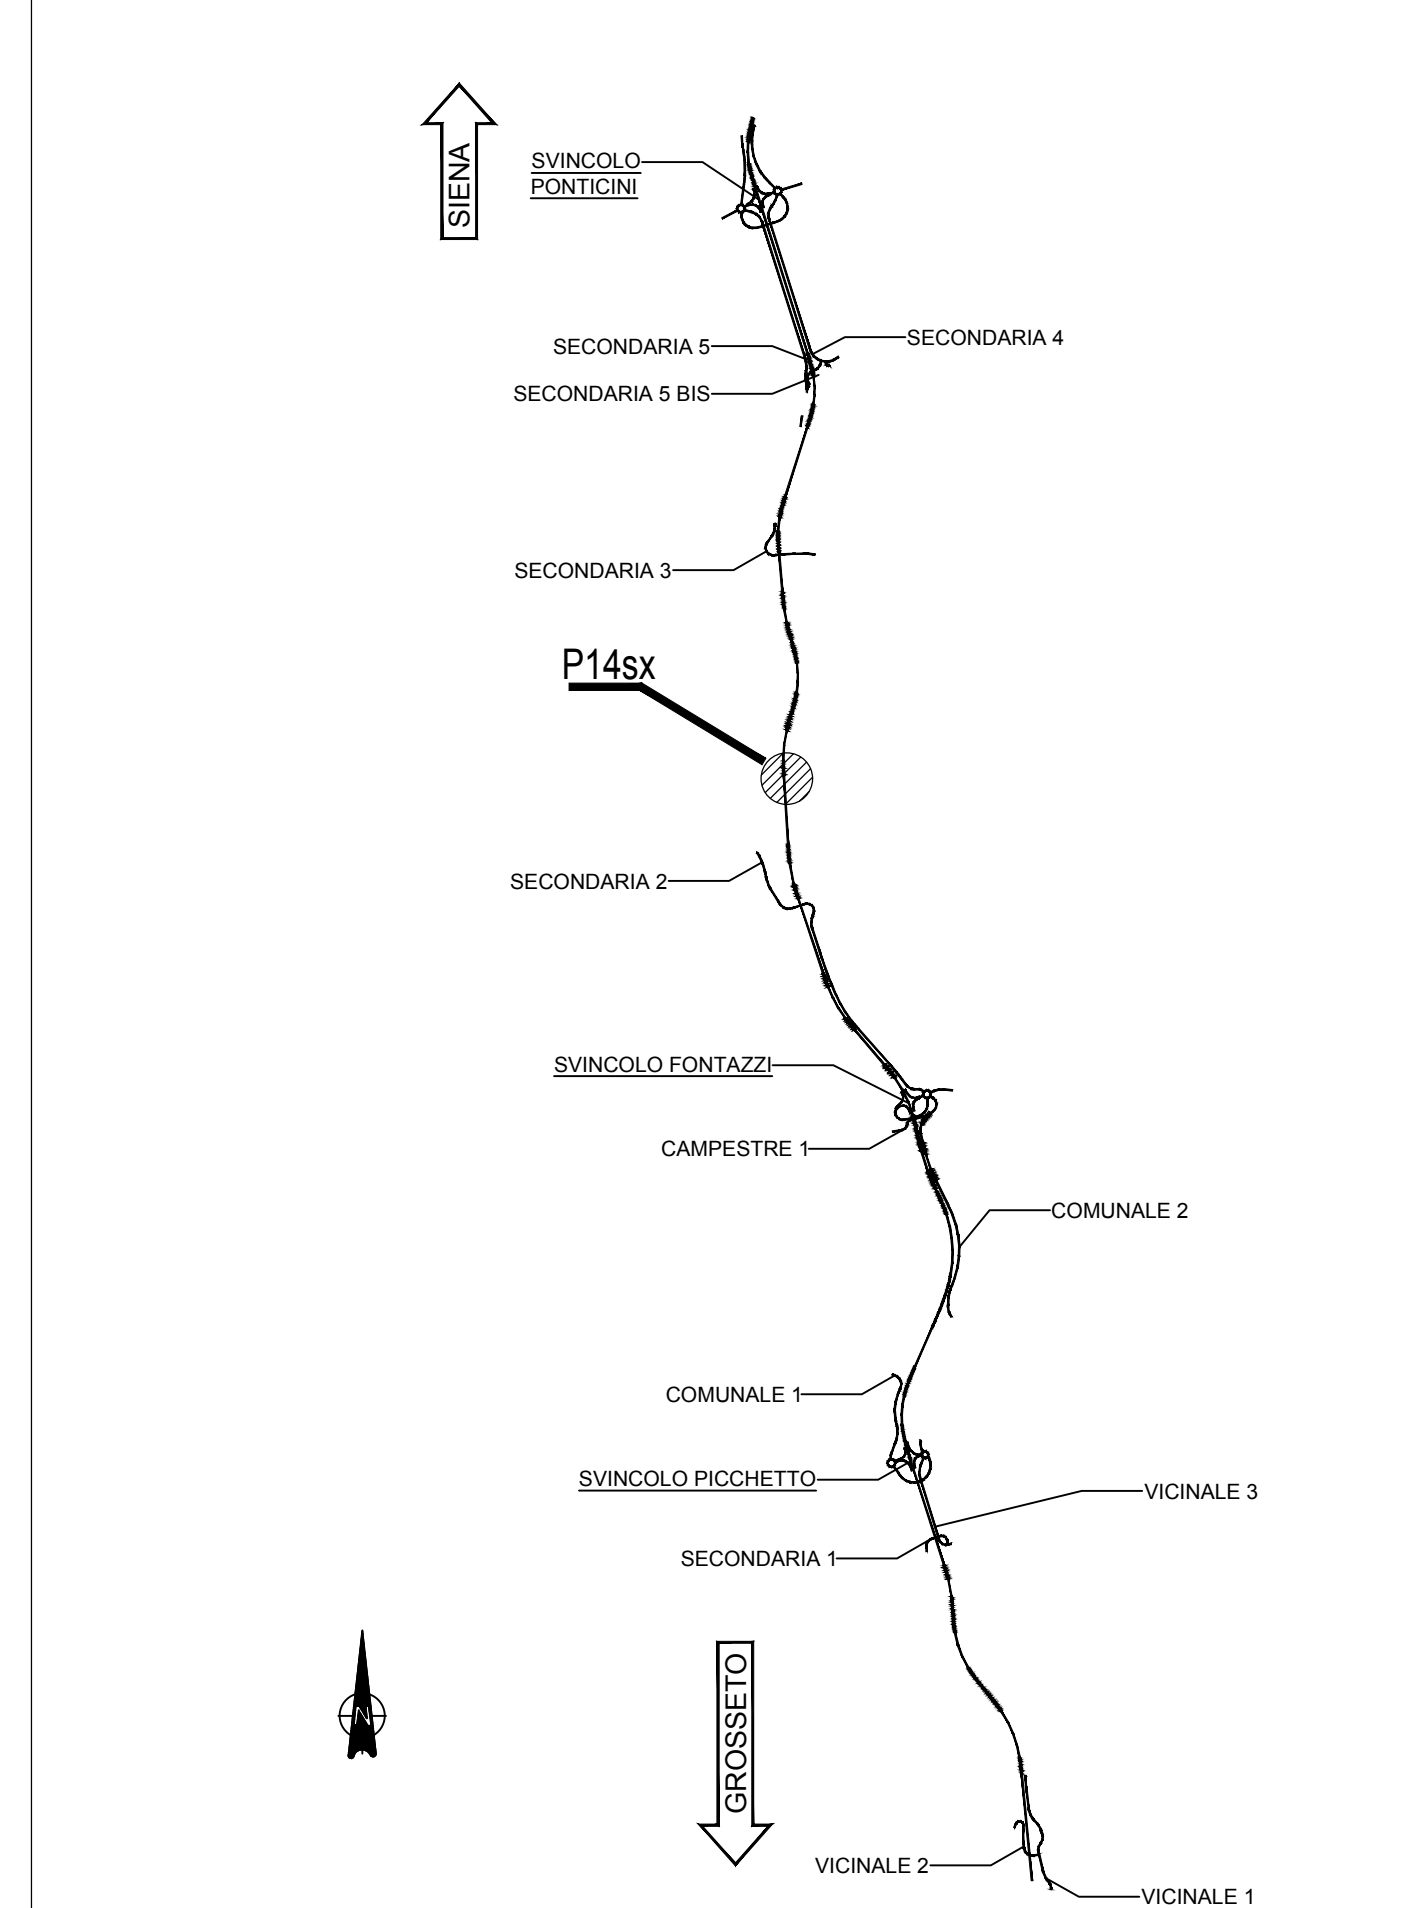 SIENA
SVINCOLO
PONTICINI
SECONDARIA 4
SECONDARIA 5
SECONDARIA 5 BIS
SECONDARIA 3
P14sx
SECONDARIA 2
SVINCOLO FONTAZZI
CAMPESTRE 1
COMUNALE 2
COMUNALE 1
SVINCOLO PICCHETTO
VICINALE 3
SECONDARIA 1
N
GROSSETO
VICINALE 2
VICINALE 1